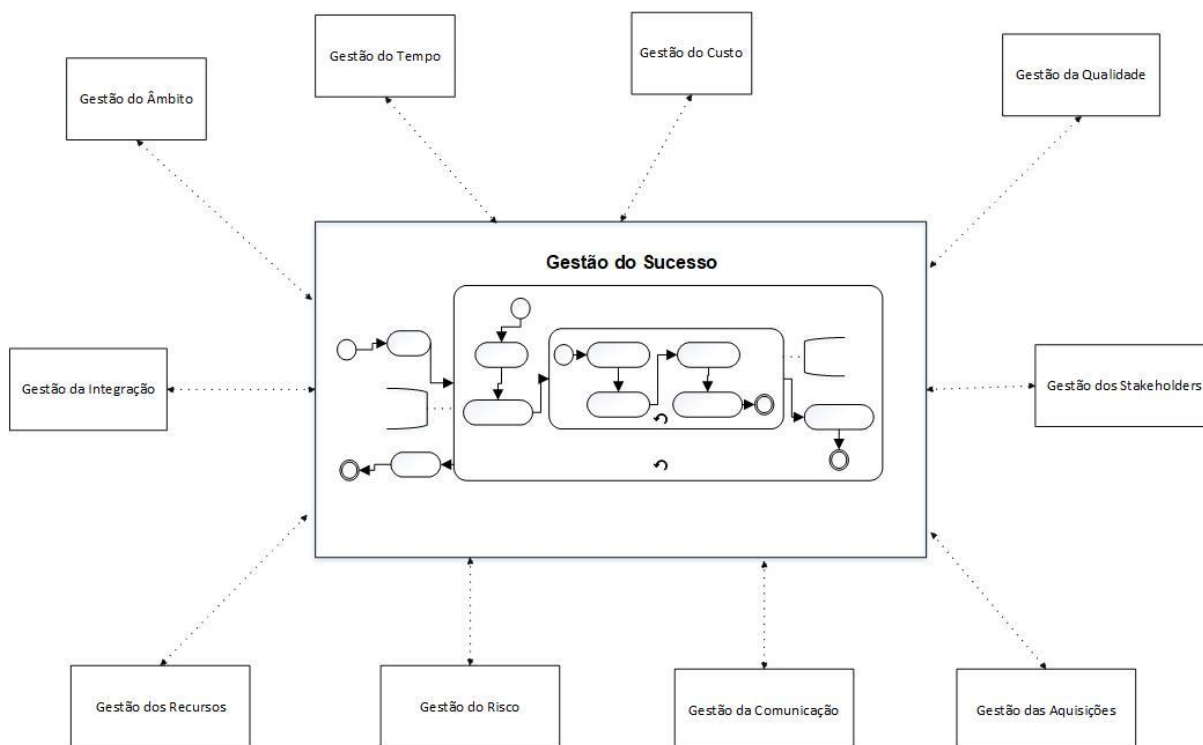 Gestão do Âmbito
Gestão do Tempo
Gestão do Custo
Gestão da Qualidade
Gestão do Sucesso
Gestão da Integração
Gestão dos Stakeholders
Gestão dos Recursos
Gestão do Risco
Gestão da Comunicação
Gestão das Aquisições